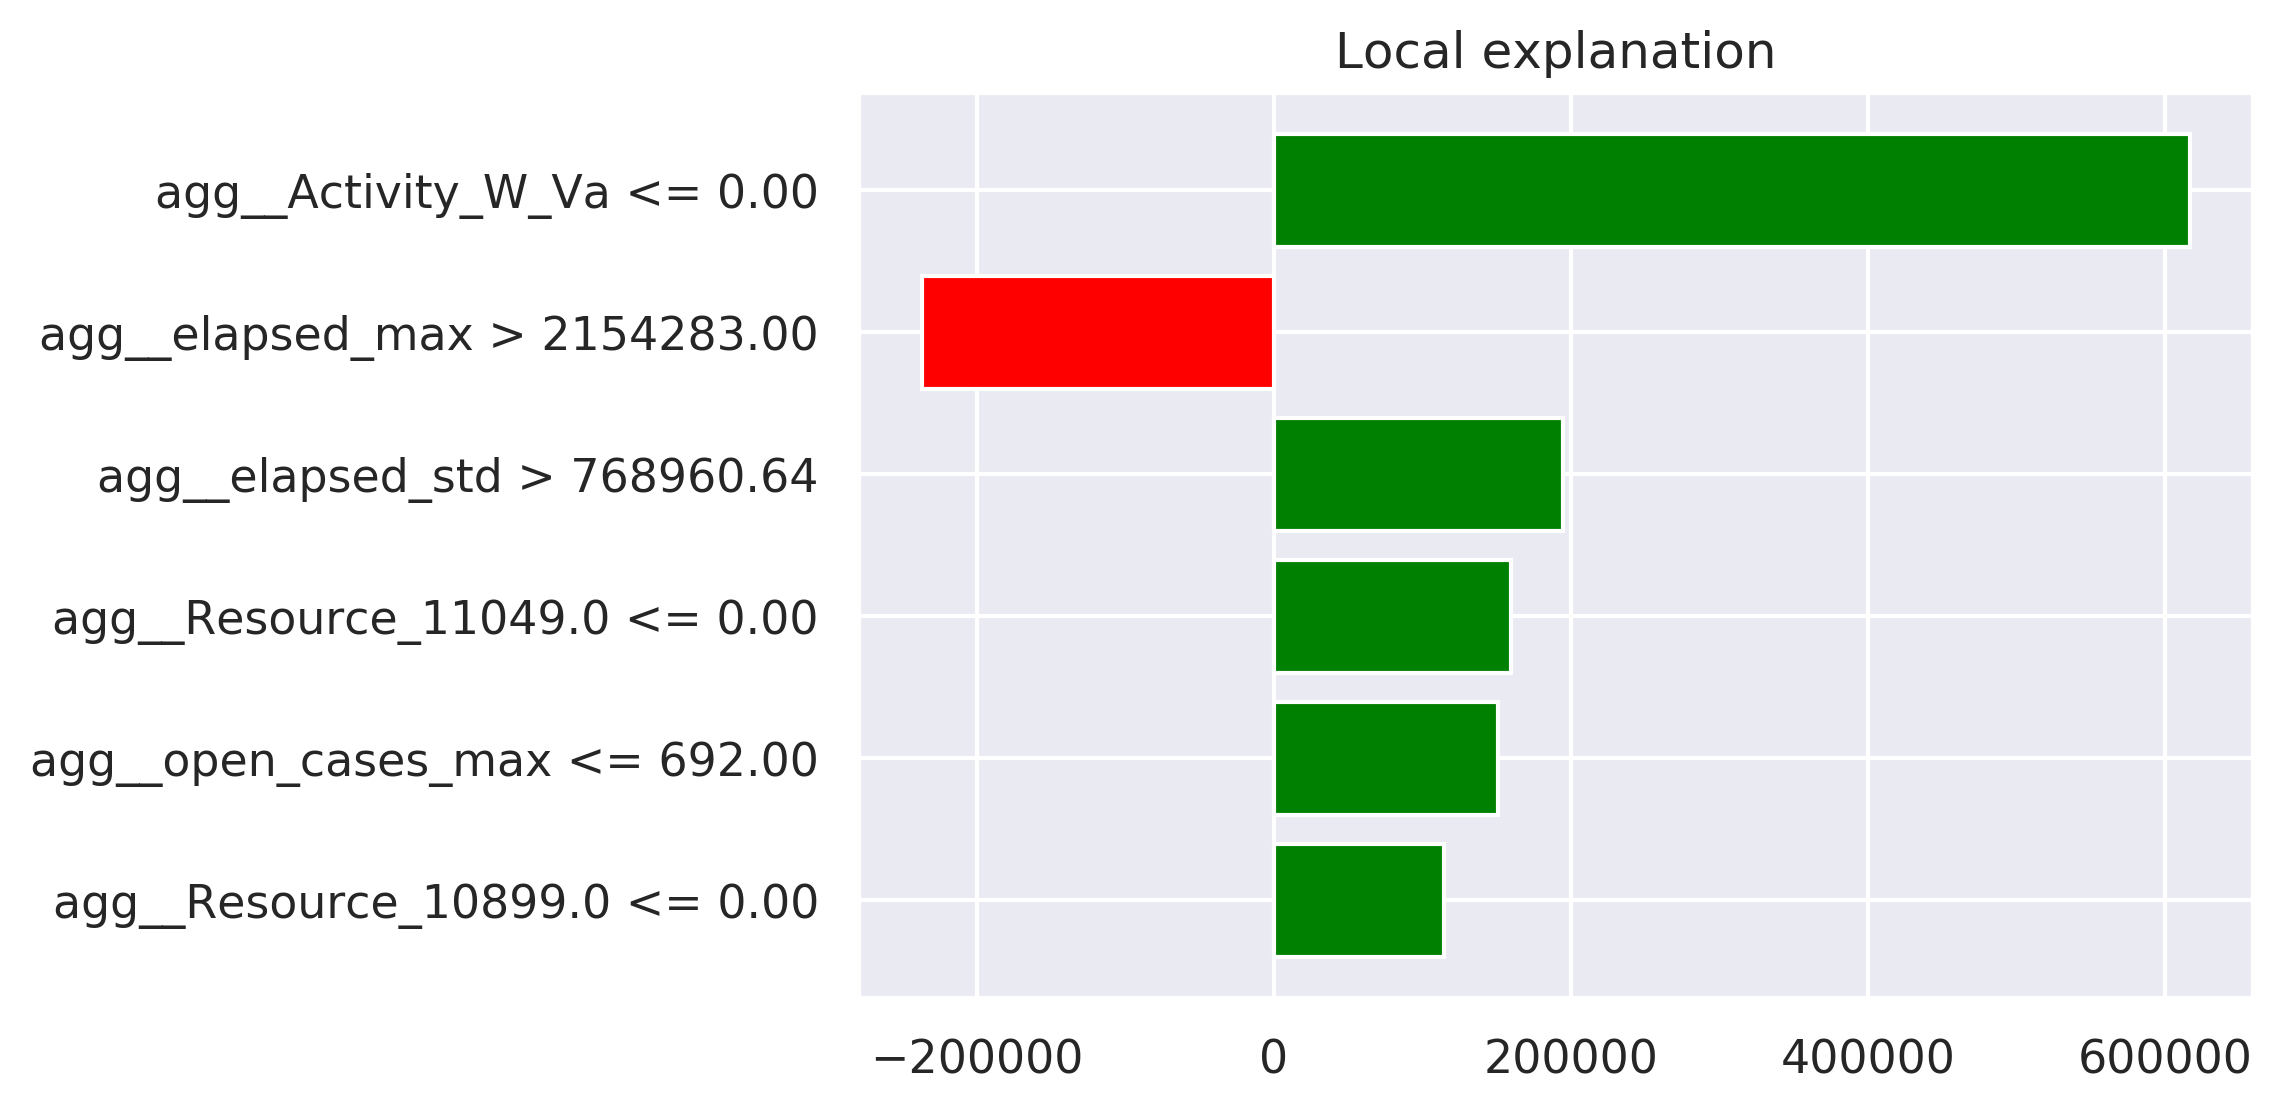 Local explanation
agg__Activity_W_Va <= 0.00
agg__elapsed_max > 2154283.00
agg__elapsed_std > 768960.64
agg__Resource_11049.0 <= 0.00
agg__open_cases_max <= 692.00
agg__Resource_10899.0 <= 0.00
−200000 0 200000 400000 600000